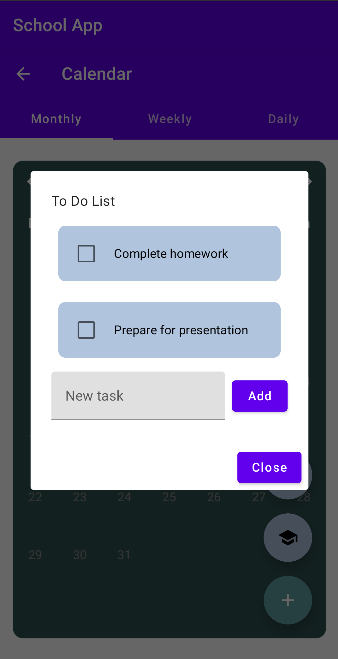 School App
Calendar
Monthly Weekly Daily
To Do List
Complete homework
Prepare for presentation
New task Add
Close
22 23 24 25 26 27 28
29 30 31